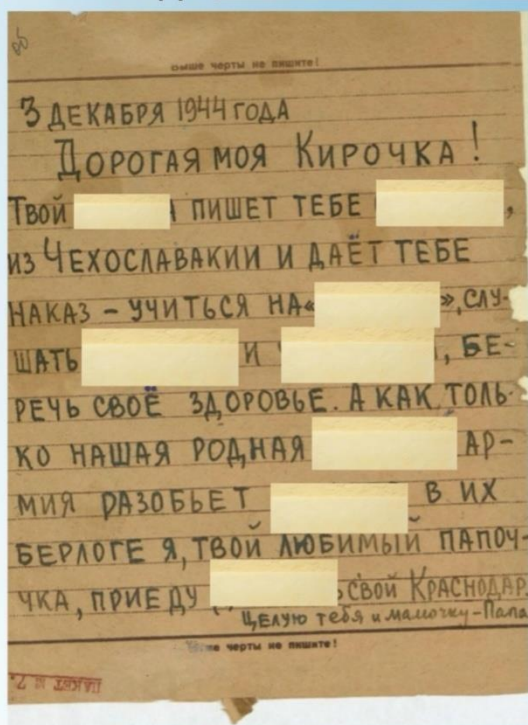 выше черты не пишите!
3 ДЕКАБРЯ 1944 ГОДА
ДОРОГАЯ МОЯ КИРОЧКА!
ТВОЙ ПИШЕТ ТЕБЕ ,
ИЗ ЧЕХОСЛАВАКИИ И ДАЁТ ТЕБЕ
НАКАЗ – УЧИТЬСЯ НА « », СЛУ-
ШАТЬ И , БЕ-
РЕЧЬ СВОЁ ЗДОРОВЬЕ. А КАК ТОЛЬ-
КО НАШАЯ РОДНАЯ АР-
МИЯ РАЗОБЬЕТ В ИХ
БЕРЛОГЕ Я, ТВОЙ ЛЮБИМЫЙ ПАПОЧ-
ЧКА, ПРИЕДУ СВОЙ КРАСНОДАР.
ЦЕЛУЮ тебя и мамочку – Папа
черты не пишите!